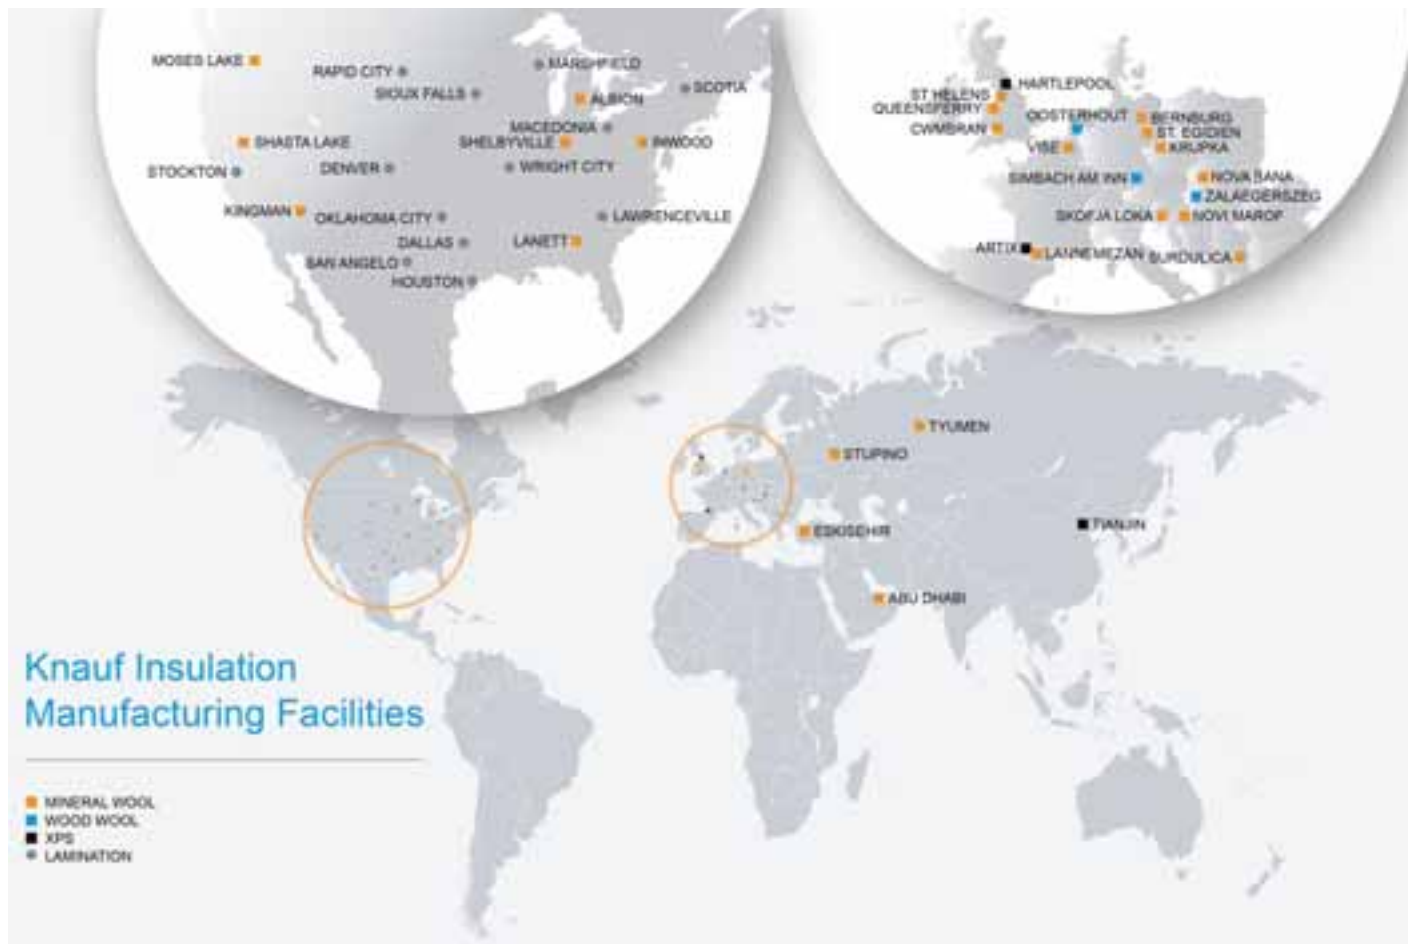 MOSES LAKE
RAPID CITY
MARSHFIELD
SIOUX FALLS
ALBION
SCOTIA
MACEDONIA
SHASTA LAKE
SHELBYVILLE
INWOOD
STOCKTON
DENVER
WRIGHT CITY
KINGMAN
OKLAHOMA CITY
LAWRENCEVILLE
DALLAS
LANETT
SAN ANGELO
HOUSTON
HARTLEPOOL
ST HELENS
QUEENSFERRY
OOSTERHOUT
BERNBURG
CWMBRAN
ST. EGIDIEN
VISE
KRUPKA
SIMBACH AM INN
NOVA BANA
ZALAEGERSZEG
SKOFJA LOKA
NOVI MAROF
ARTIX
LANNEMEZAN
SURDULICA
TYUMEN
STUPINO
ESKISEHIR
TIANJIN
ABU DHABI
Knauf Insulation
Manufacturing Facilities
MINERAL WOOL
WOOD WOOL
XPS
LAMINATION